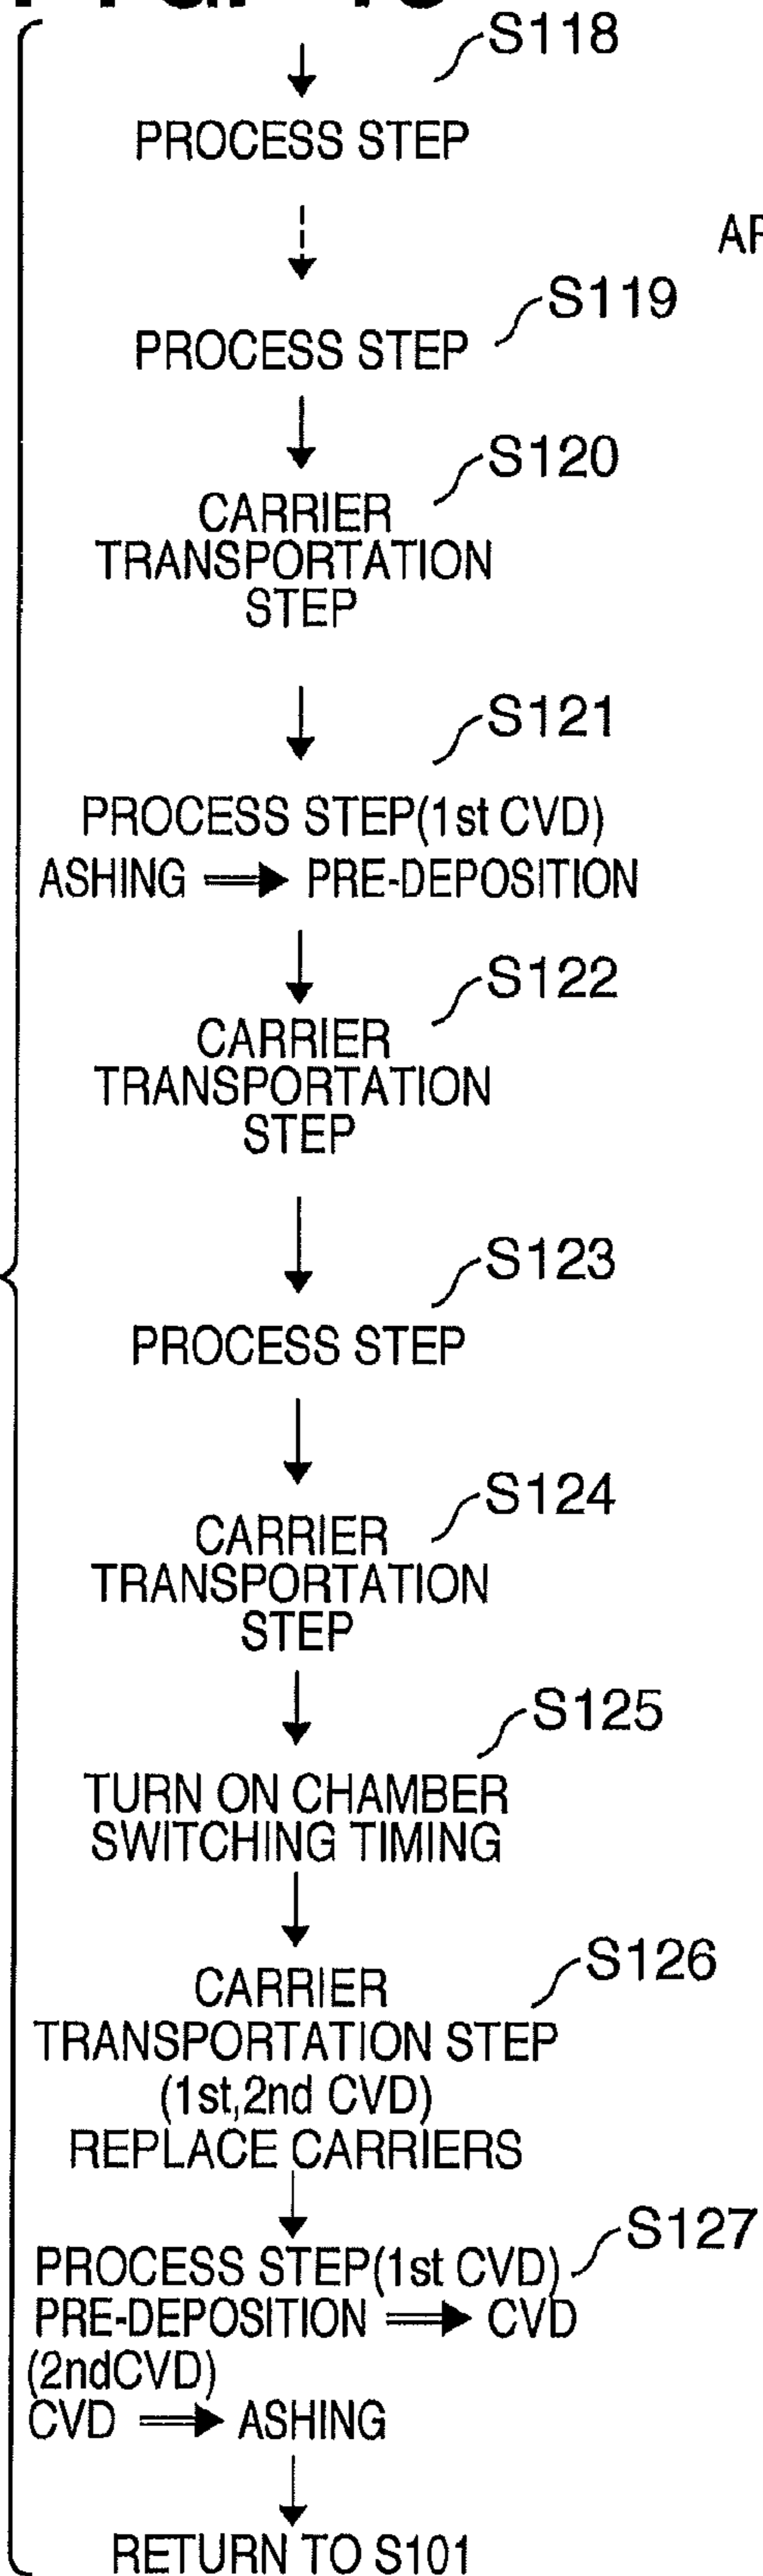 S118
PROCESS STEP
S119
PROCESS STEP
S120
CARRIER
TRANSPORTATION
STEP
S121
PROCESS STEP(1st CVD)
ASHING ⇒ PRE-DEPOSITION
S122
CARRIER
TRANSPORTATION
STEP
S123
PROCESS STEP
S124
CARRIER
TRANSPORTATION
STEP
S125
TURN ON CHAMBER
SWITCHING TIMING
S126
CARRIER
TRANSPORTATION STEP
(1st,2nd CVD)
REPLACE CARRIERS
S127
PROCESS STEP(1st CVD)
PRE-DEPOSITION ⇒ CVD
(2ndCVD)
CVD ⇒ ASHING
RETURN TO S101